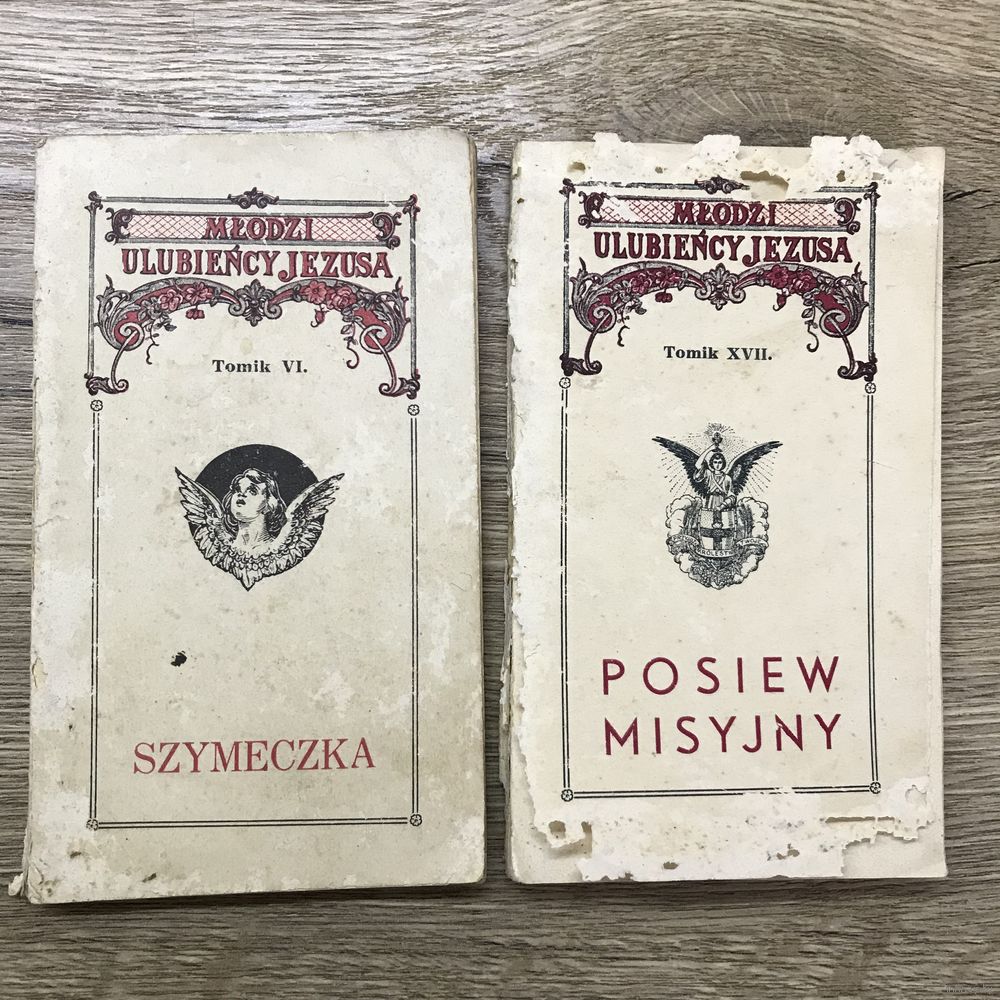 MŁODZI
ULUBIEŃCY JEZUSA
Tomik VI.
SZYMECZKA
MŁODZI
ULUBIEŃCY JEZUSA
Tomik XVII.
POSIEW
MISYJNY